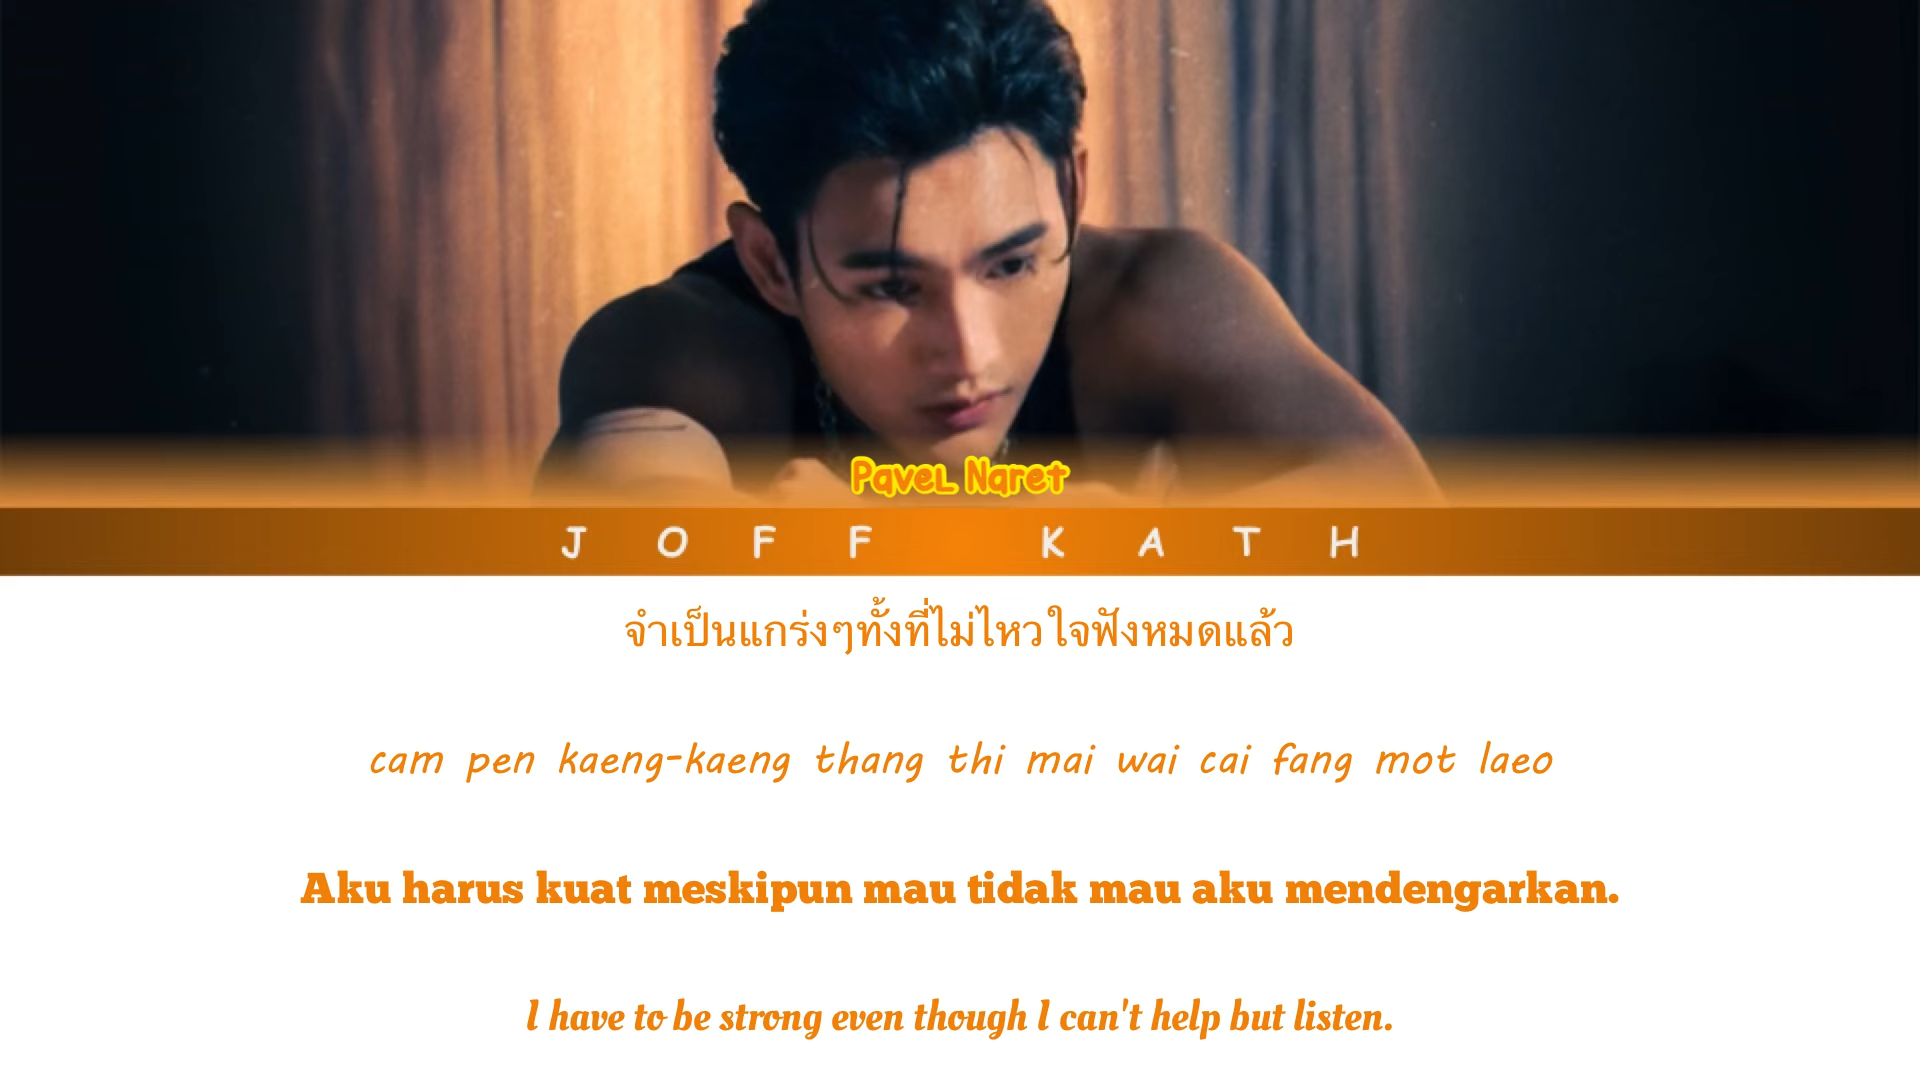 Pavel Naret
JOFF KATH
จำเป็นแกร่งๆทั้งที่ไม่ไหว ใจฟังหมดแล้ว
cam pen kaeng-kaeng thang thi mai wai cai fang mot laeo
Aku harus kuat meskipun mau tidak mau aku mendengarkan.
I have to be strong even though I can't help but listen.